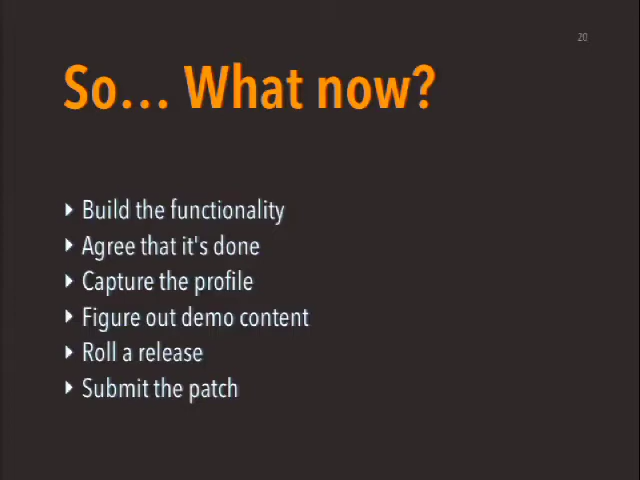 20
So... What now?
Build the functionality
Agree that it's done
Capture the profile
Figure out demo content
Roll a release
Submit the patch